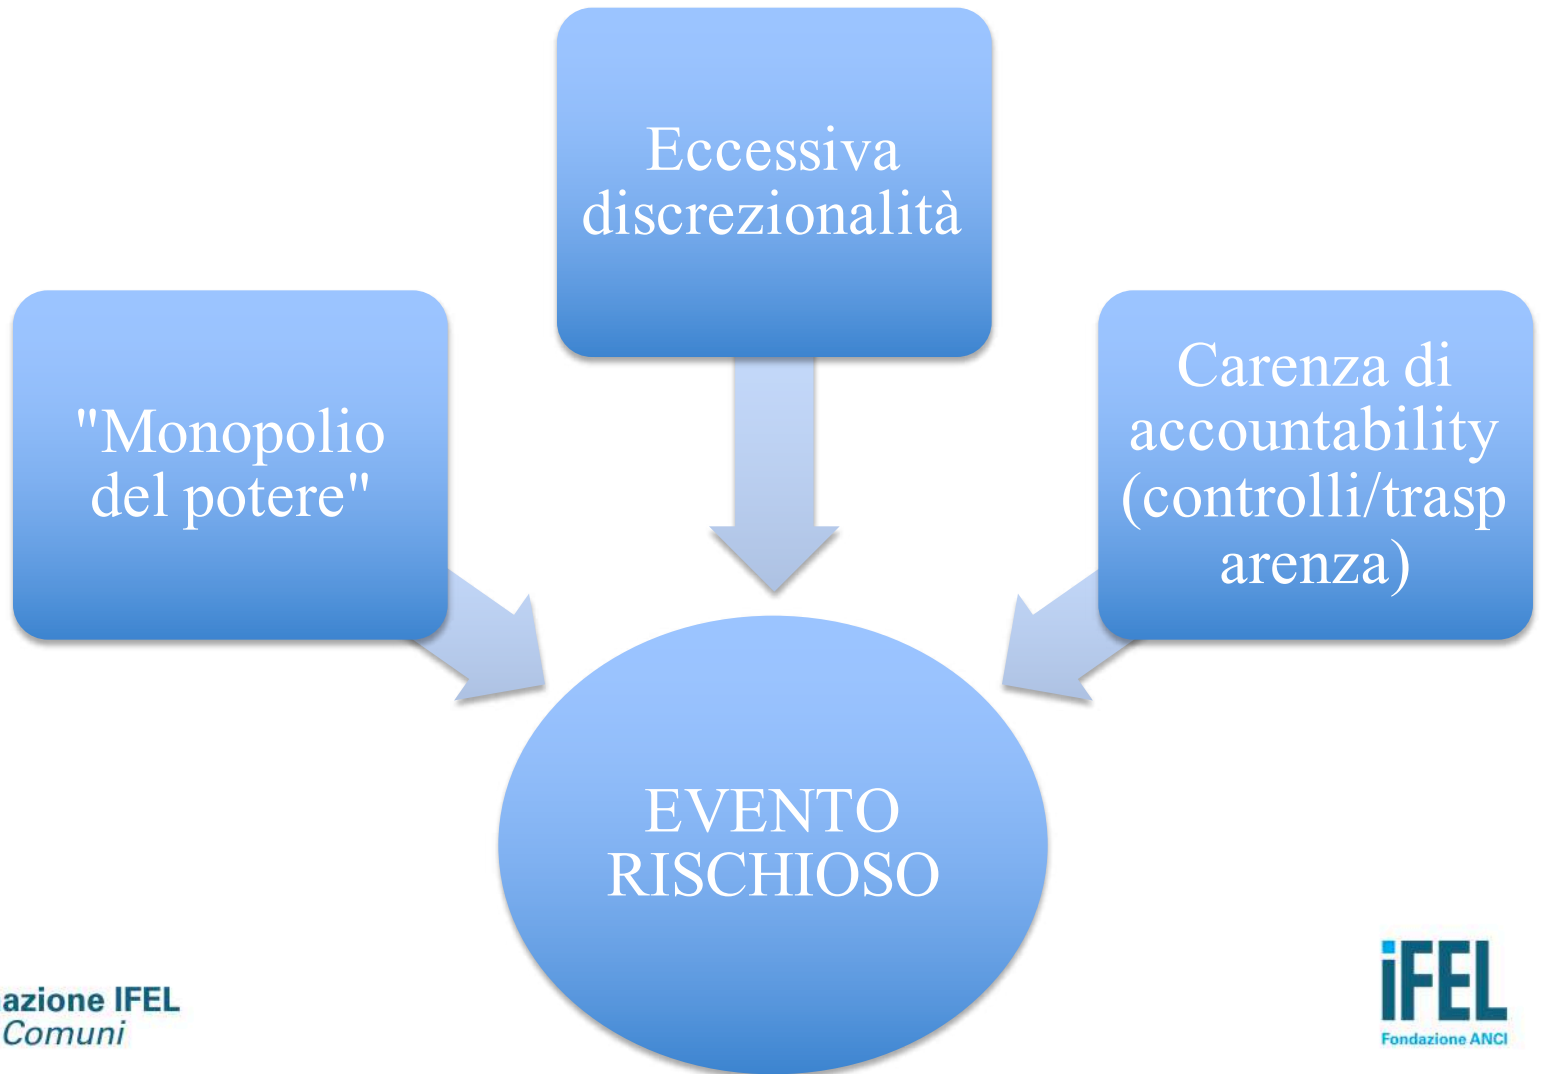 Eccessiva
discrezionalità
"Monopolio
del potere"
Carenza di
accountability
(controlli/trasp
arenza)
EVENTO
RISCHIOSO
azione IFEL
Comuni
iFEL
Fondazione ANCI